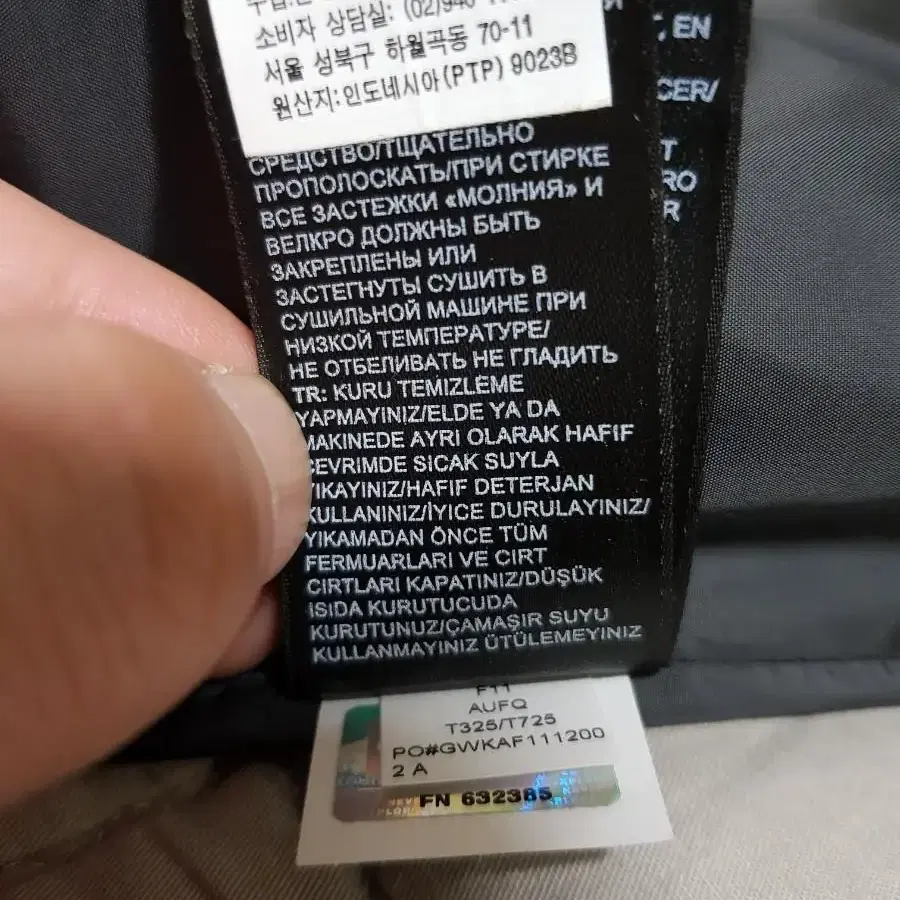 소비자 상담실: (02)940
서울 성북구 하월곡동 70-11
원산지:인도네시아(PTP) 9023B
СРЕДСТВО/ТЩАТЕЛЬНО
ПРОПОЛОСКАТЬ/ПРИ СТИРКЕ
ВСЕ ЗАСТЕЖКИ «МОЛНИЯ» И
ВЕЛКРО ДОЛЖНЫ БЫТЬ
ЗАКРЕПЛЕНЫ ИЛИ
ЗАСТЕГНУТЫ СУШИТЬ В
СУШИЛЬНОЙ МАШИНЕ ПРИ
НИЗКОЙ ТЕМПЕРАТУРЕ/
НЕ ОТБЕЛИВАТЬ НЕ ГЛАДИТЬ
TR: KURU TEMIZLEME
YAPMAYINIZ/ELDE YA DA
MAKINEDE AYRI OLARAK HAFIF
ÇEVRIMDE SICAK SUYLA
YIKAYINIZ/HAFIF DETERJAN
KULLANINIZ/İYICE DURULAYINIZ/
YIKAMADAN ÖNCE TÜM
FERMUARLARI VE CIRT
CIRTLARI KAPATINIZ/DÜŞÜK
ISIDA KURUTUCUDA
KURUTUNUZ/ÇAMAŞIR SUYU
KULLANMAYINIZ ÜTÜLEMEYINIZ
, EN
CER/
T
RO
R
F11
AUFQ
T325/T725
PO#GWKAF111200
2 A
FN 632385